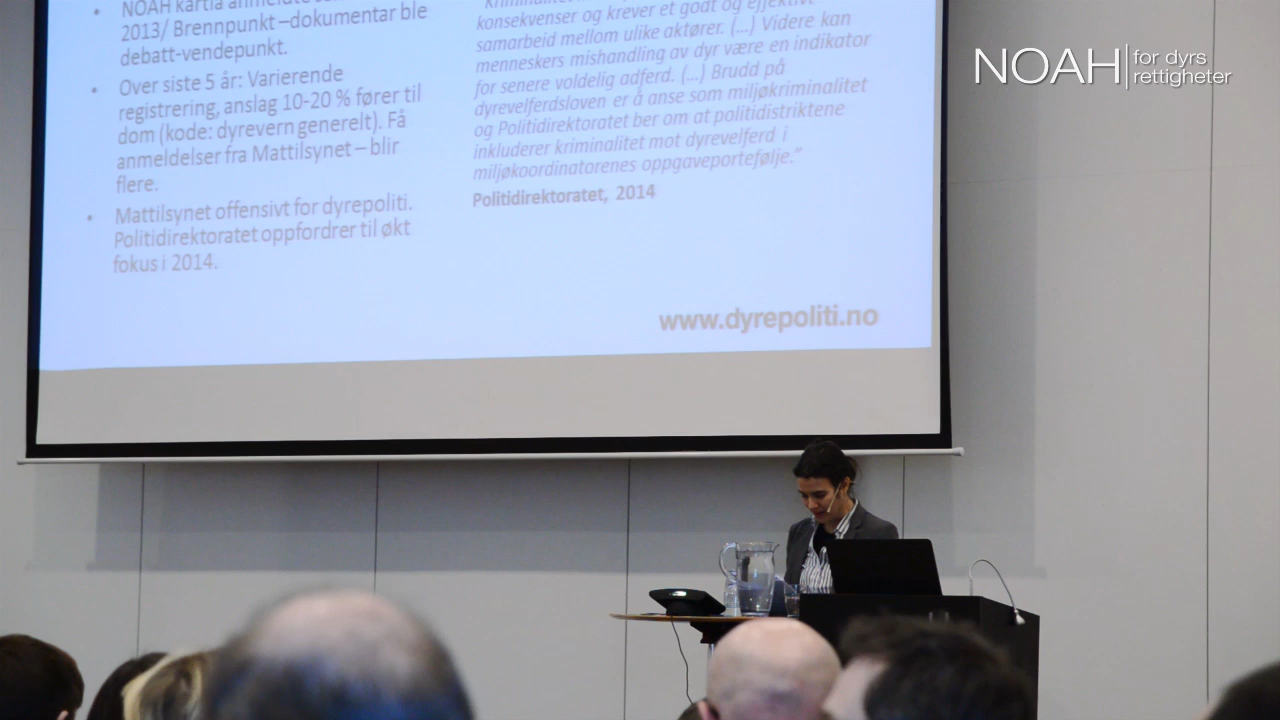 NOAH
2013/ Brennpunkt –dokumentar ble
debatt-vendepunkt.
Over siste 5 år: Varierende
registrering, anslag 10-20 % fører til
dom (kode: dyrevern generelt). Få
anmeldelser fra Mattilsynet – blir
flere.
Mattilsynet offensivt for dyrepoliti.
Politidirektoratet oppfordrer til økt
fokus i 2014.
konsekvenser og krever et godt og effektivt
samarbeid mellom ulike aktører. (...) Videre kan
menneskers mishandling av dyr være en indikator
for senere voldelig adferd. (...) Brudd på
dyrevelferdsloven er å anse som miljøkriminalitet
og Politidirektoratet ber om at politidistriktene
inkluderer kriminalitet mot dyrevelferd i
miljøkoordinatorenes oppgaveportefølje."
Politidirektoratet, 2014
www.dyrepoliti.no
NOAH for dyrs
rettigheter